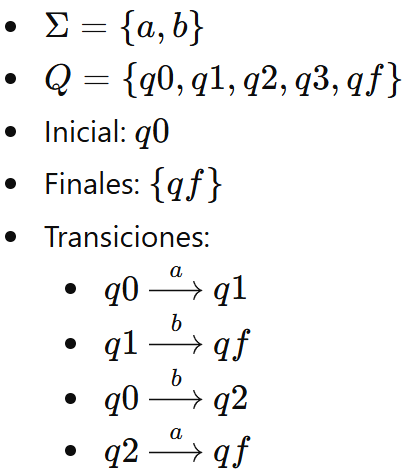 • Σ = {a, b}
• Q = {q0, q1, q2, q3, qf}
• Inicial: q0
• Finales: {qf}
• Transiciones:
• q0 —a→ q1
• q1 —b→ qf
• q0 —b→ q2
• q2 —a→ qf